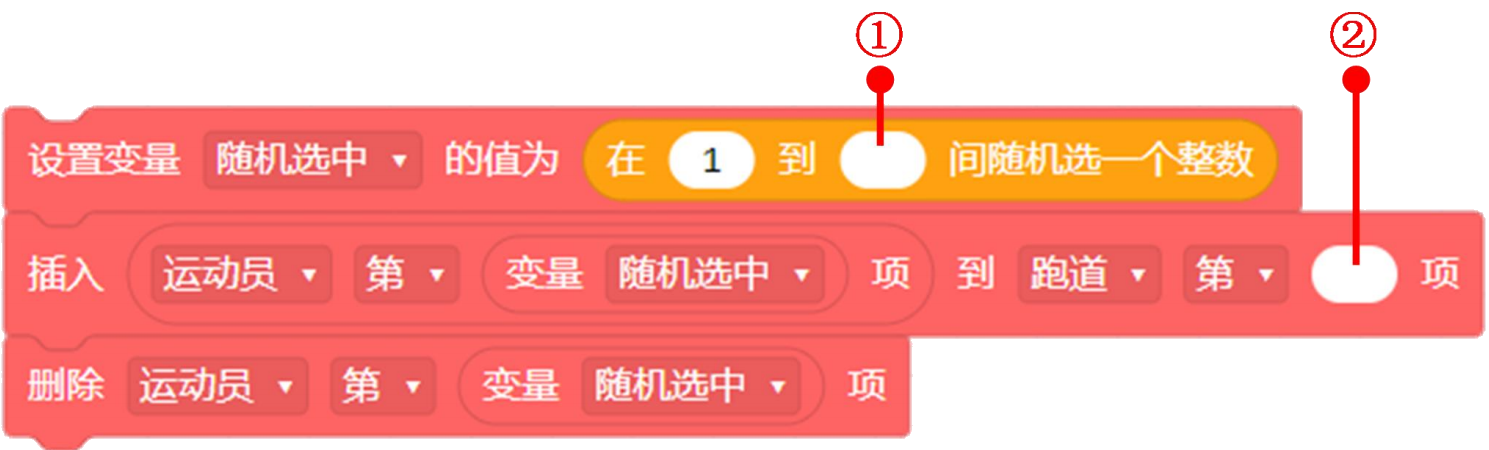 ① ②
设置变量 随机选中 的值为 在 1 到 间随机选一个整数
插入 运动员 第 变量 随机选中 项 到 跑道 第 项
删除 运动员 第 变量 随机选中 项